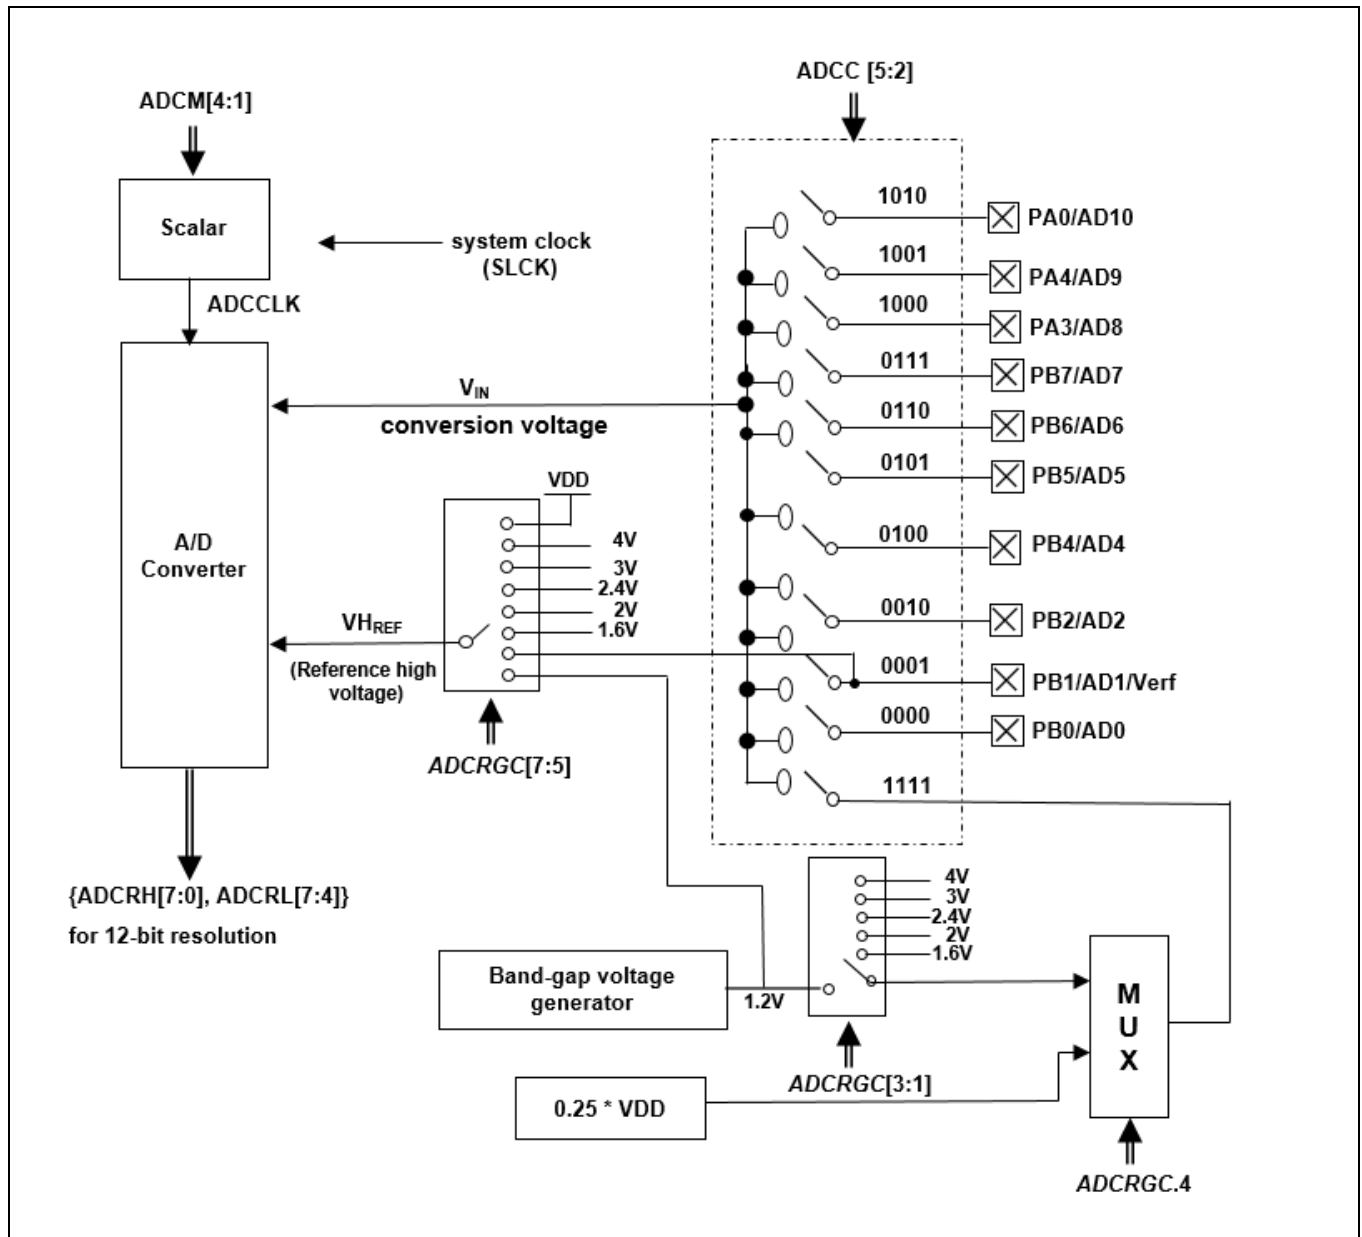 ADCC [5:2]
ADCM[4:1]
Scalar
system clock
(SLCK)
ADCCLK
1010
PA0/AD10
1001
PA4/AD9
1000
PA3/AD8
0111
PB7/AD7
VIN
conversion voltage
0110
PB6/AD6
0101
PB5/AD5
VDD
A/D
Converter
4V
3V
2.4V
2V
1.6V
0100
PB4/AD4
VHREF
(Reference high
voltage)
0010
PB2/AD2
0001
PB1/AD1/Verf
0000
PB0/AD0
ADCRGC[7:5]
1111
{ADCRH[7:0], ADCRL[7:4]}
for 12-bit resolution
4V
3V
2.4V
2V
1.6V
Band-gap voltage
generator
1.2V
M
U
X
ADCRGC[3:1]
0.25 * VDD
ADCRGC.4